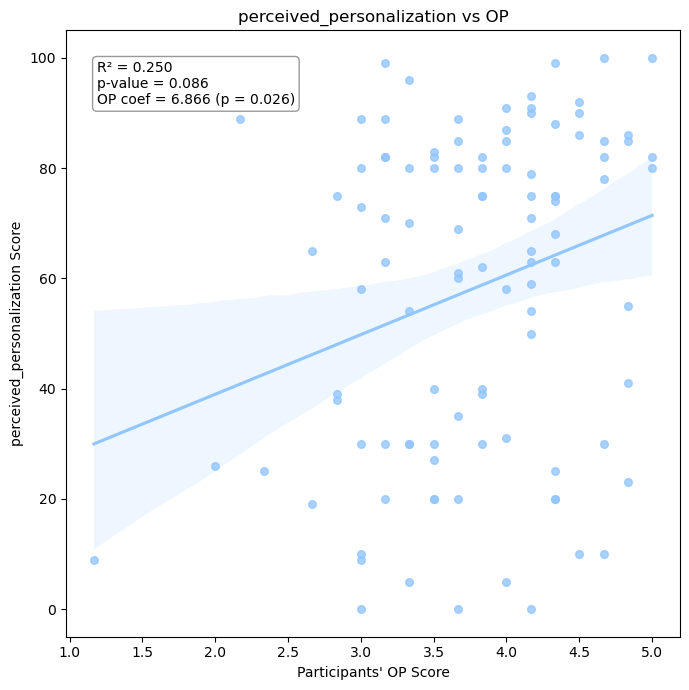 perceived_personalization vs OP
R² = 0.250
p-value = 0.086
OP coef = 6.866 (p = 0.026)
perceived_personalization Score
100
80
60
40
20
0
1.0 1.5 2.0 2.5 3.0 3.5 4.0 4.5 5.0
Participants' OP Score